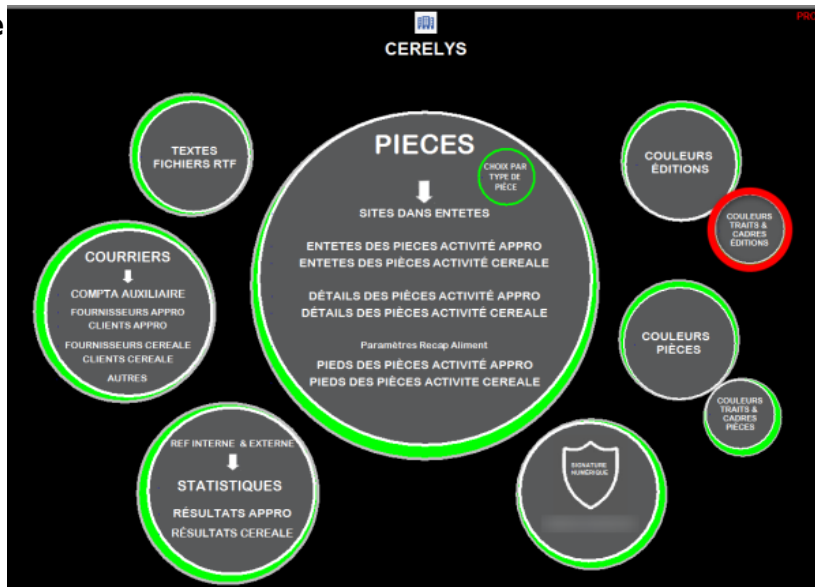 e
PRO
CERELYS
TEXTES
FICHIERS RTF
PIECES
CHOIX PAR
TYPE DE
PIÈCE
SITES DANS ENTETES
ENTETES DES PIECES ACTIVITÉ APPRO
ENTETES DES PIÈCES ACTIVITÉ CEREALE
DÉTAILS DES PIÈCES ACTIVITÉ APPRO
DÉTAILS DES PIÈCES ACTIVITÉ CEREALE
Paramètres Recap Aliment
PIEDS DES PIÈCES ACTIVITÉ APPRO
PIEDS DES PIÈCES ACTIVITE CEREALE
COULEURS
ÉDITIONS
COULEURS
TRAITS &
CADRES
ÉDITIONS
COURRIERS
COMPTA AUXILIAIRE
FOURNISSEURS APPRO
CLIENTS APPRO
FOURNISSEURS CEREALE
CLIENTS CEREALE
AUTRES
COULEURS
PIÈCES
COULEURS
TRAITS &
CADRES
PIÈCES
REF INTERNE & EXTERNE
STATISTIQUES
RÉSULTATS APPRO
RÉSULTATS CEREALE
SIGNATURE
NUMÉRIQUE